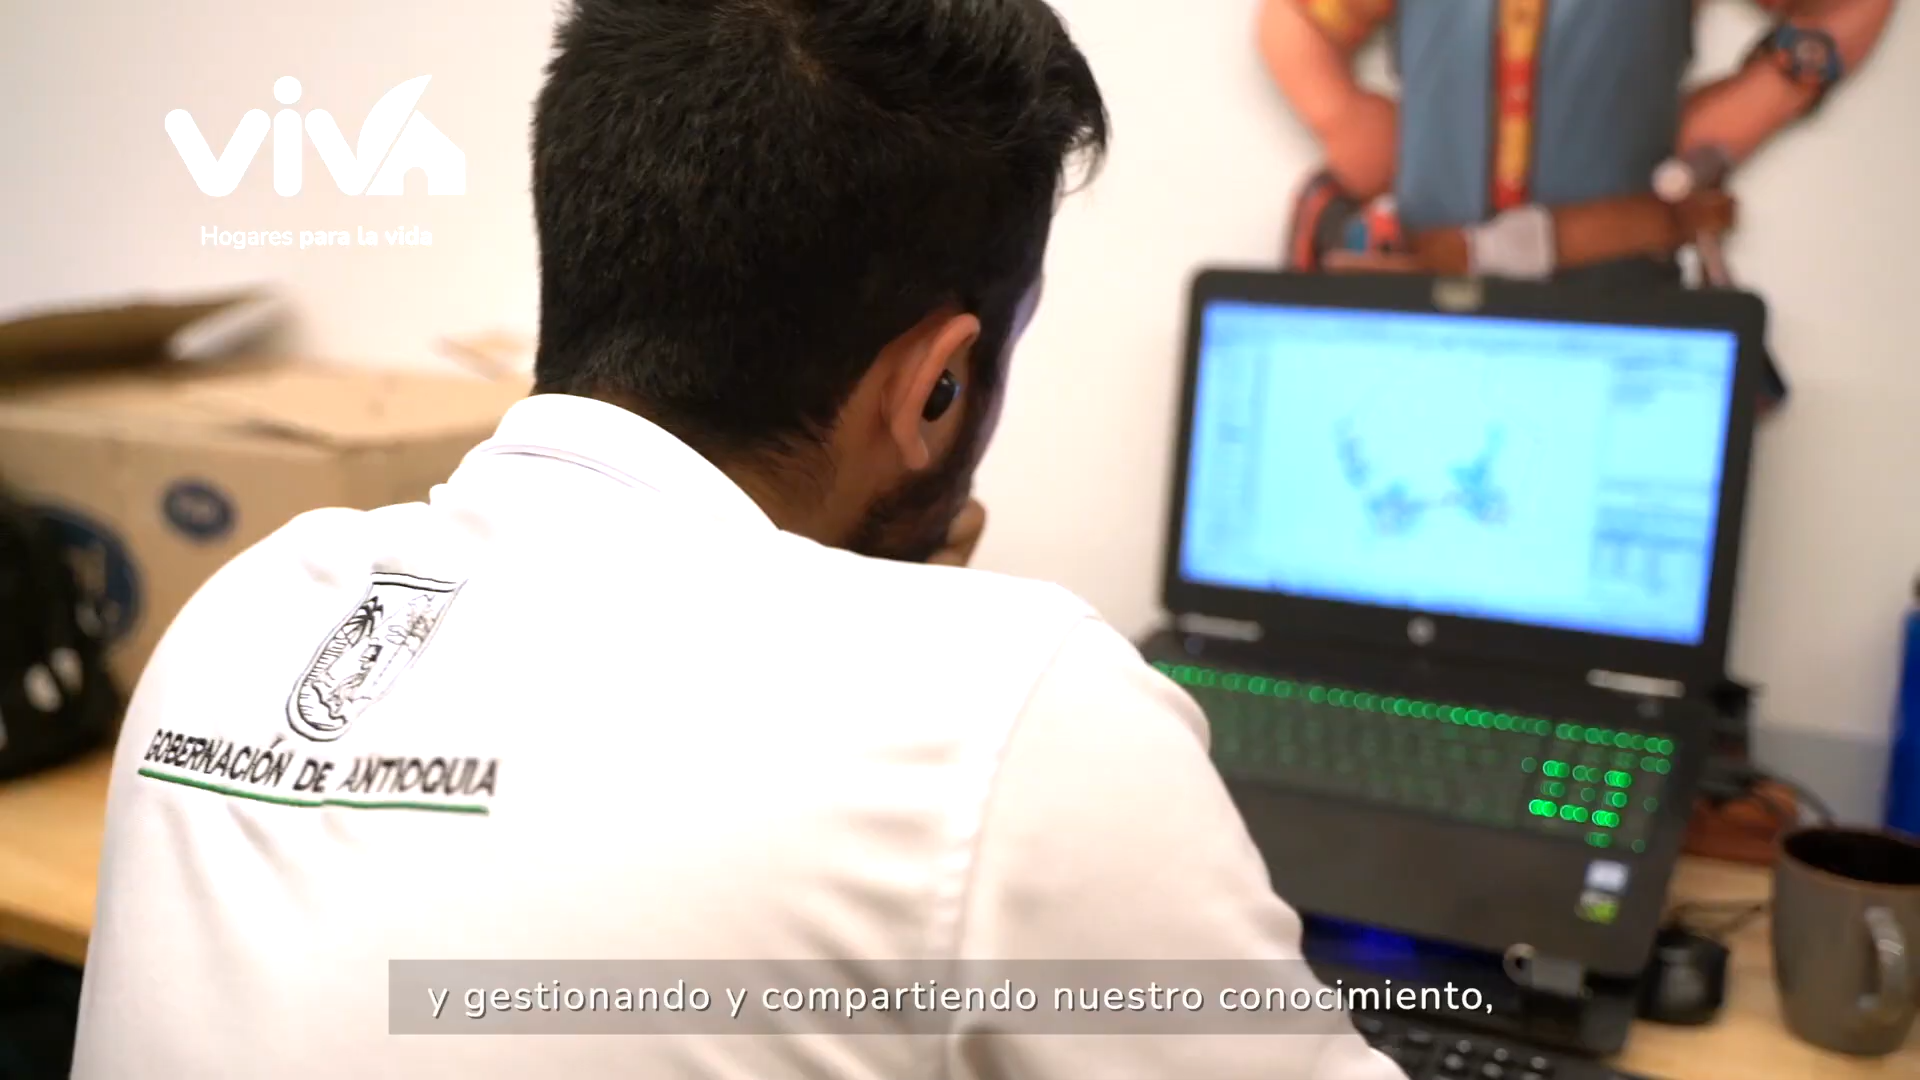 viva
Hogares para la vida
GOBERNACIÓN DE ANTIOQUIA
y gestionando y compartiendo nuestro conocimiento,